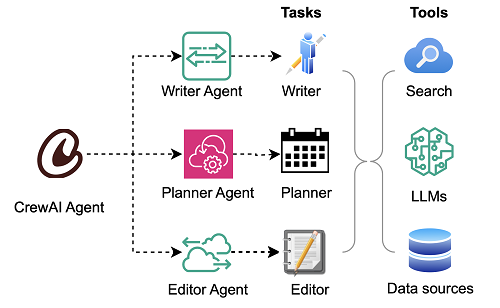 Tasks
Tools
Writer Agent
Writer
Search
CrewAI Agent
Planner Agent
Planner
LLMs
Editor Agent
Editor
Data sources